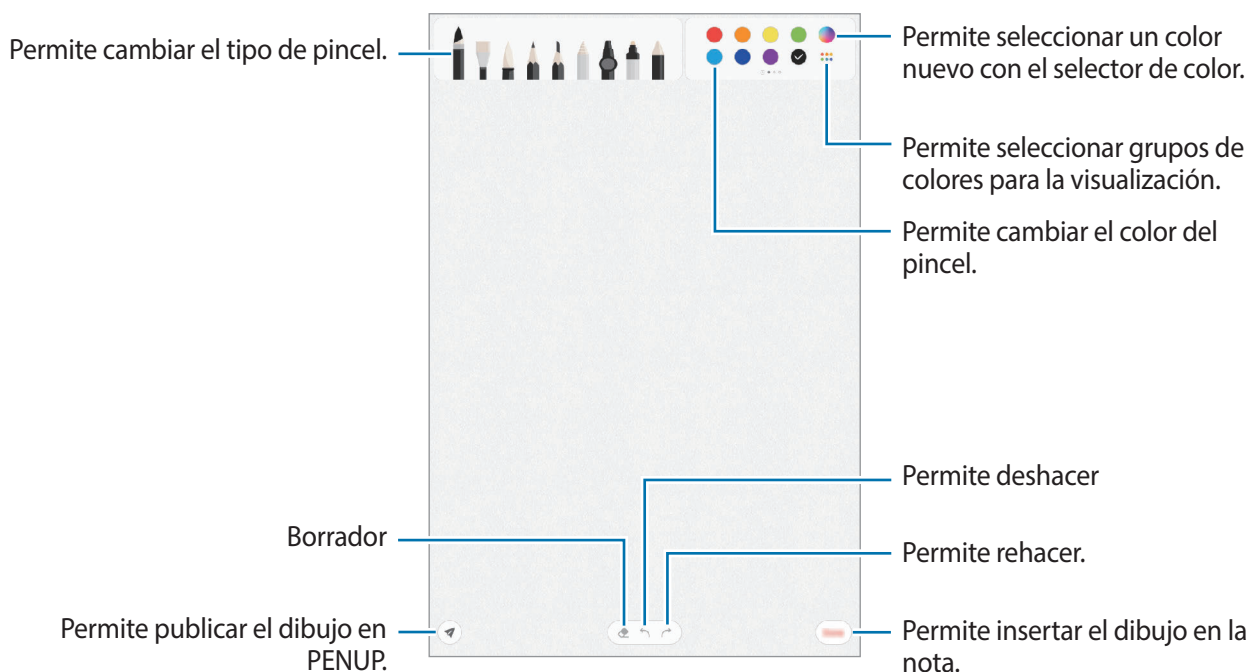 Permite cambiar el tipo de pincel.
Permite seleccionar un color
nuevo con el selector de color.
Permite seleccionar grupos de
colores para la visualización.
Permite cambiar el color del
pincel.
Permite deshacer
Borrador
Permite rehacer.
Permite publicar el dibujo en
PENUP.
Permite insertar el dibujo en la
nota.